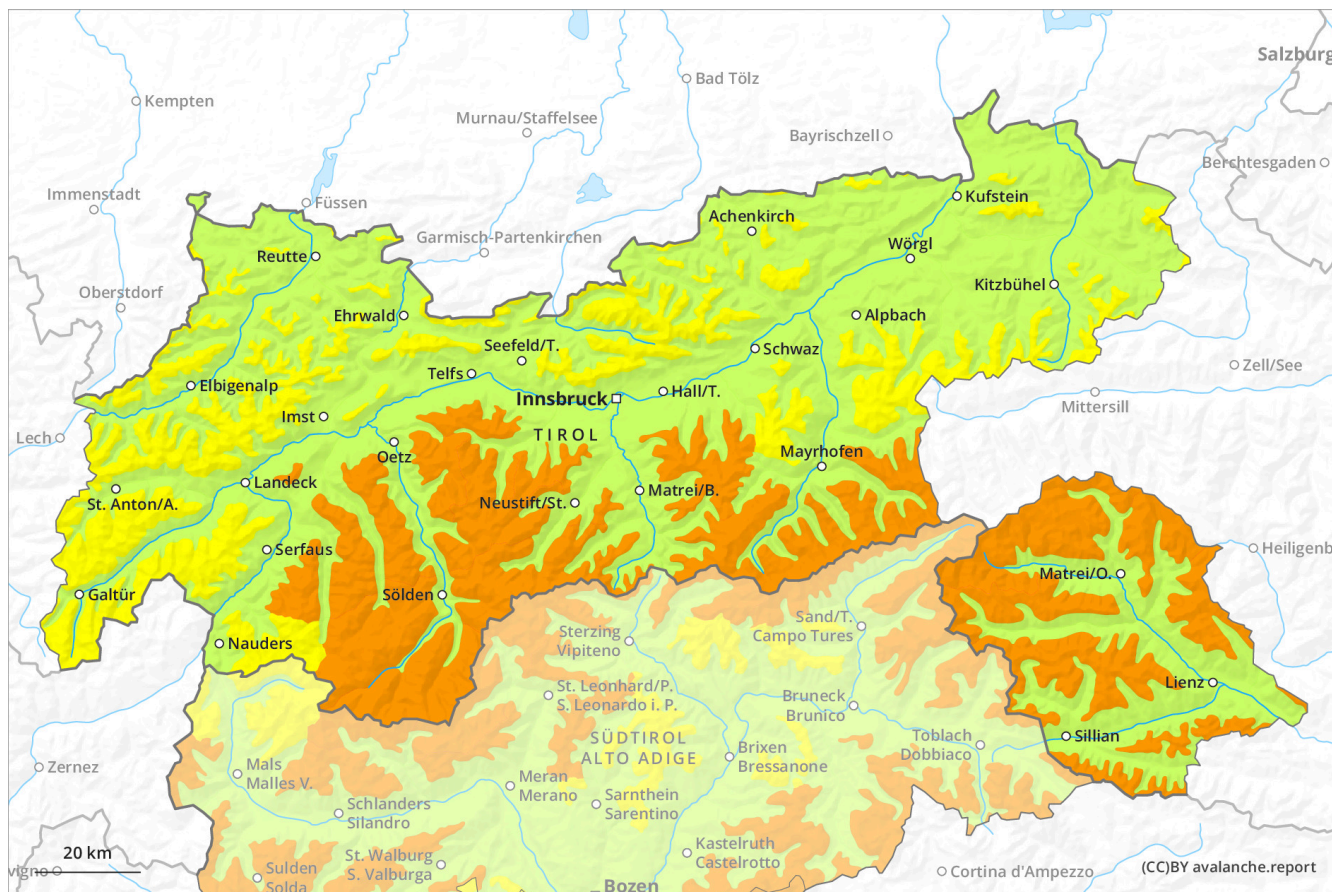 Salzburg
Bad Tölz
Kempten
Murnau/Staffelsee
Bayrischzell
Berchtesgaden
Immenstadt
Füssen
Kufstein
Achenkirch
Garmisch-Partenkirchen
Wörgl
Reutte
Kitzbühel
Oberstdorf
Ehrwald
Alpbach
Seefeld/T.
Schwaz
Zell/See
Telfs
Elbigenalp
Hall/T.
Innsbruck
Mittersill
Imst
TIROL
Lech
Oetz
Mayrhofen
Landeck
Matrei/B.
St. Anton/A.
Neustift/St.
Serfaus
Heiligenb
Matrei/O.
Galtür
Sölden
Sand/T.
Campo Tures
Sterzing
Vipiteno
Nauders
Lienz
St. Leonhard/P.
S. Leonardo i. P.
Bruneck
Brunico
SÜDTIROL
ALTO ADIGE
Toblach
Dobbiaco
Sillian
Brixen
Bressanone
Zernez
Mals
Malles V.
Meran
Merano
Sarnthein
Sarentino
Schlanders
Silandro
Kastelruth
Castelrotto
20 km
St. Walburg
S. Valburga
vigno
Sulden
Solda
Cortina d'Ampezzo
(CC)BY avalanche.report
Bozen